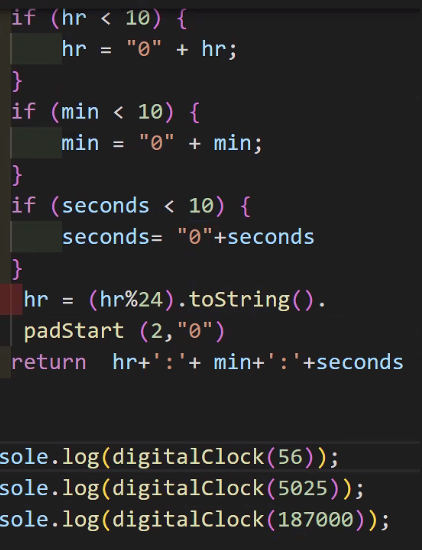 if (hr < 10) {
hr = "0" + hr;
}
if (min < 10) {
min = "0" + min;
}
if (seconds < 10) {
seconds= "0"+seconds
}
hr = (hr%24).toString().
padStart (2,"0")
return  hr+':'+ min+':'+seconds
sole.log(digitalClock(56));
sole.log(digitalClock(5025));
sole.log(digitalClock(187000));